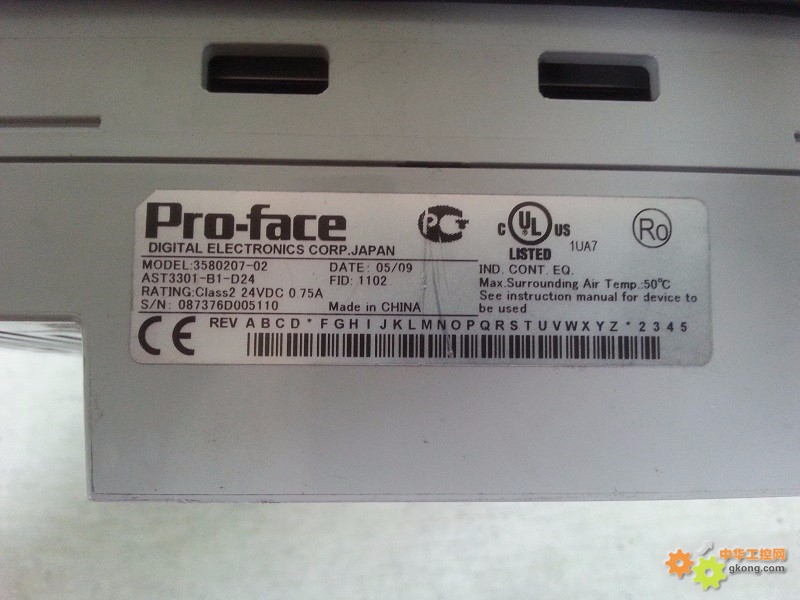 Pro-face
DIGITAL ELECTRONICS CORP.JAPAN
MODEL:3580207-02 DATE: 05/09
AST3301-B1-D24 FID: 1102
RATING:Class2 24VDC 0.75A
S/N: 087376D005110 Made in CHINA
РСТ
C UL US
LISTED 1UA7
Ro
IND. CONT. EQ.
Max.Surrounding Air Temp.:50°C
See instruction manual for device to
be used
CE REV A B C D * F G H I J K L M N O P Q R S T U V W X Y Z * 2 3 4 5
中华工控网
gkong.com